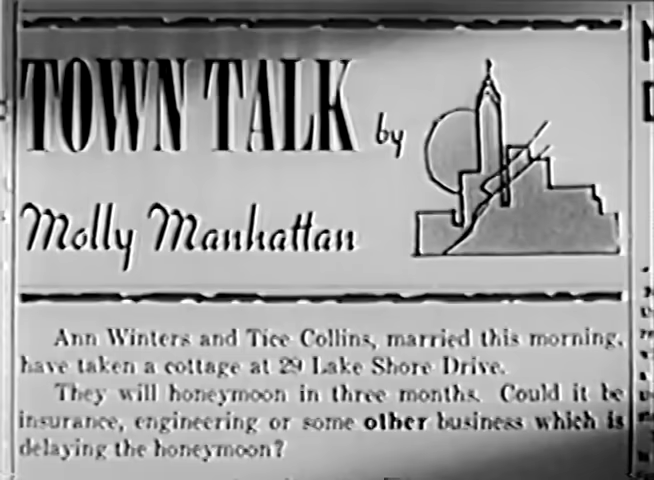 TOWN TALK by
Molly Manhattan
Ann Winters and Tice Collins, married this morning,
have taken a cottage at 29 Lake Shore Drive.
They will honeymoon in three months. Could it be
insurance, engineering or some other business which is
delaying the honeymoon?